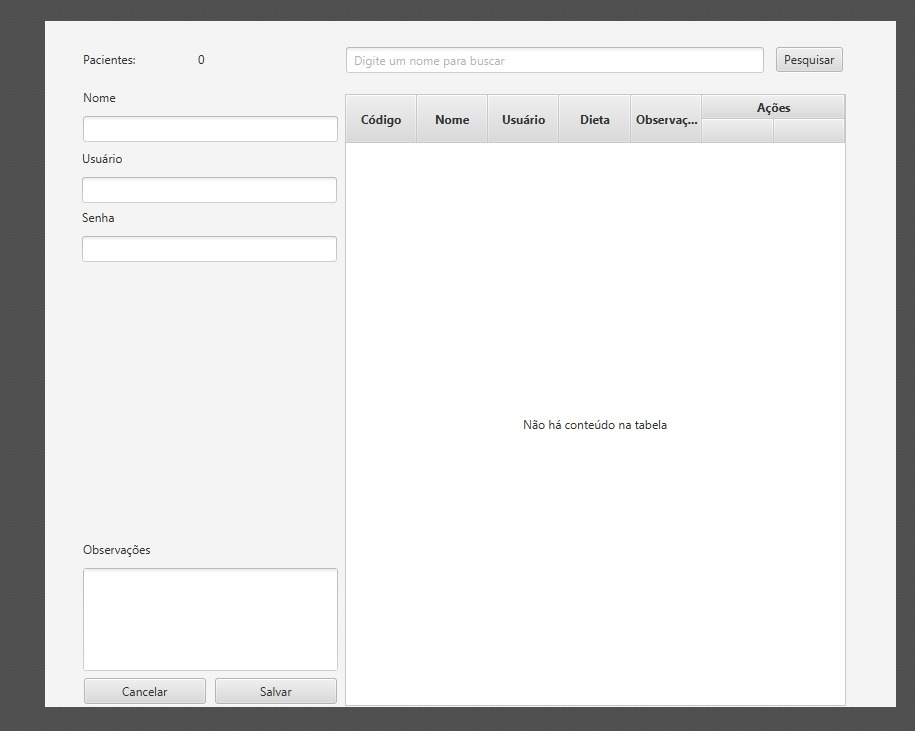 Pacientes: 0
Digite um nome para buscar
Pesquisar
Nome
Usuário
Senha
Observações
Cancelar
Salvar
Código
Nome
Usuário
Dieta
Observaç...
Ações
Não há conteúdo na tabela